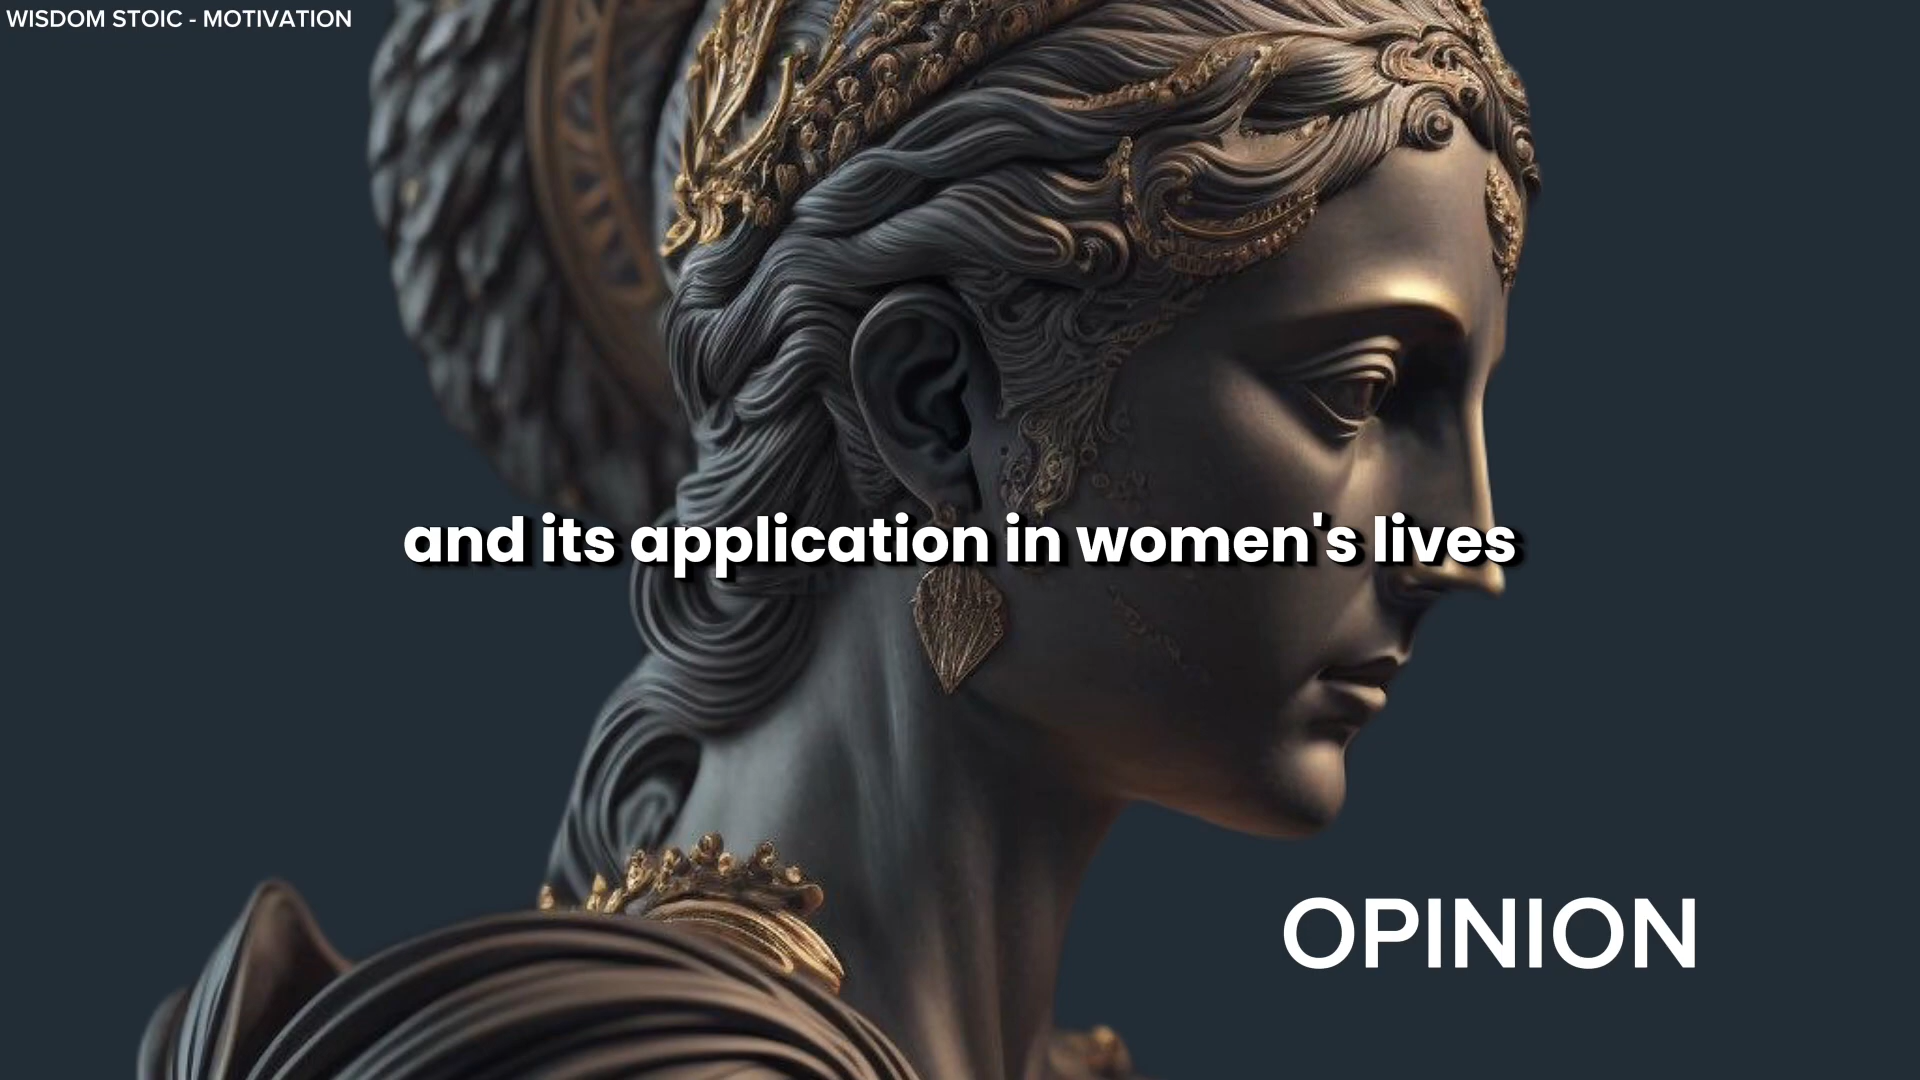 WISDOM STOIC - MOTIVATION
and its application in women's lives
OPINION